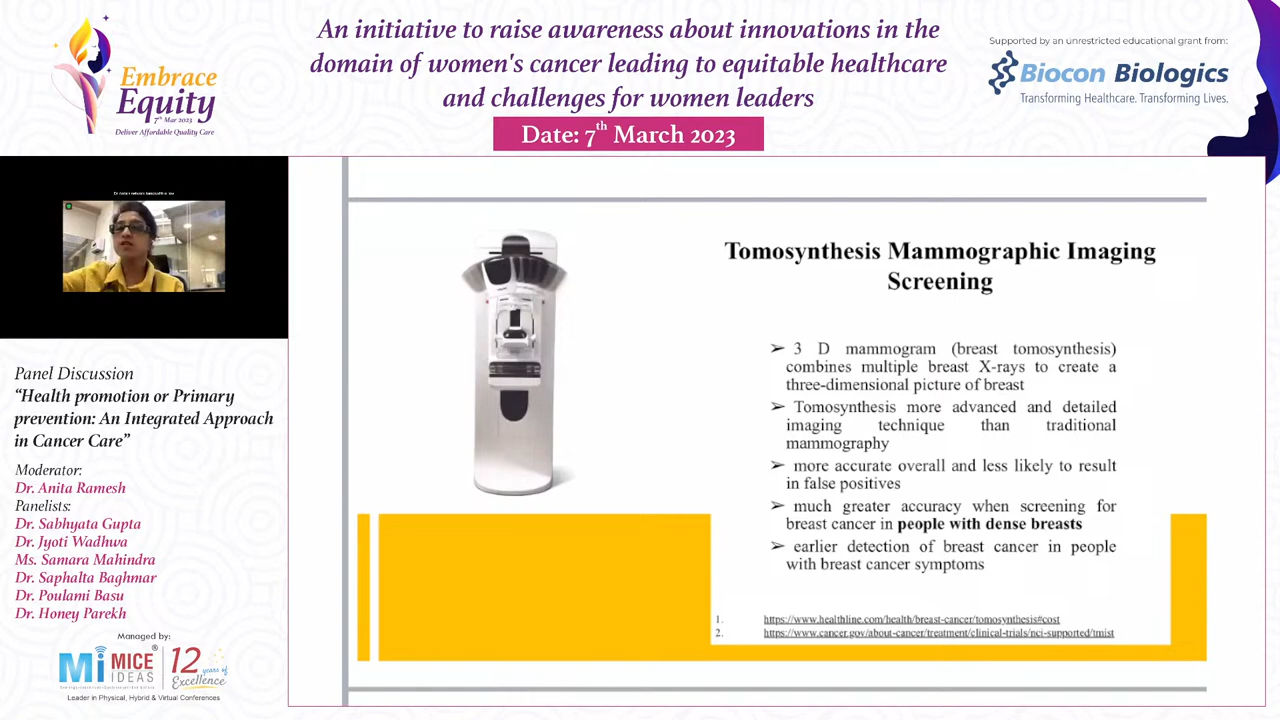 An initiative to raise awareness about innovations in the
domain of women's cancer leading to equitable healthcare
and challenges for women leaders
Date: 7th March 2023
Embrace
Equity
7th Mar 2023
Deliver Affordable Quality Care
Supported by an unrestricted educational grant from:
Biocon Biologics
Transforming Healthcare. Transforming Lives.
Panel Discussion
“Health promotion or Primary
prevention: An Integrated Approach
in Cancer Care”
Moderator:
Dr. Anita Ramesh
Panelists:
Dr. Sabhyata Gupta
Dr. Jyoti Wadhwa
Ms. Samara Mahindra
Dr. Saphalta Baghmar
Dr. Poulami Basu
Dr. Honey Parekh
Managed by:
Mi MICE IDEAS ®
12 years of Excellence
Leader in Physical, Hybrid & Virtual Conferences
Tomosynthesis Mammographic Imaging
Screening
➢ 3 D mammogram (breast tomosynthesis)
combines multiple breast X-rays to create a
three-dimensional picture of breast
➢ Tomosynthesis more advanced and detailed
imaging technique than traditional
mammography
➢ more accurate overall and less likely to result
in false positives
➢ much greater accuracy when screening for
breast cancer in people with dense breasts
➢ earlier detection of breast cancer in people
with breast cancer symptoms
1. https://www.healthline.com/health/breast-cancer/tomosynthesis#cost
2. https://www.cancer.gov/about-cancer/treatment/clinical-trials/nci-supported/tmist